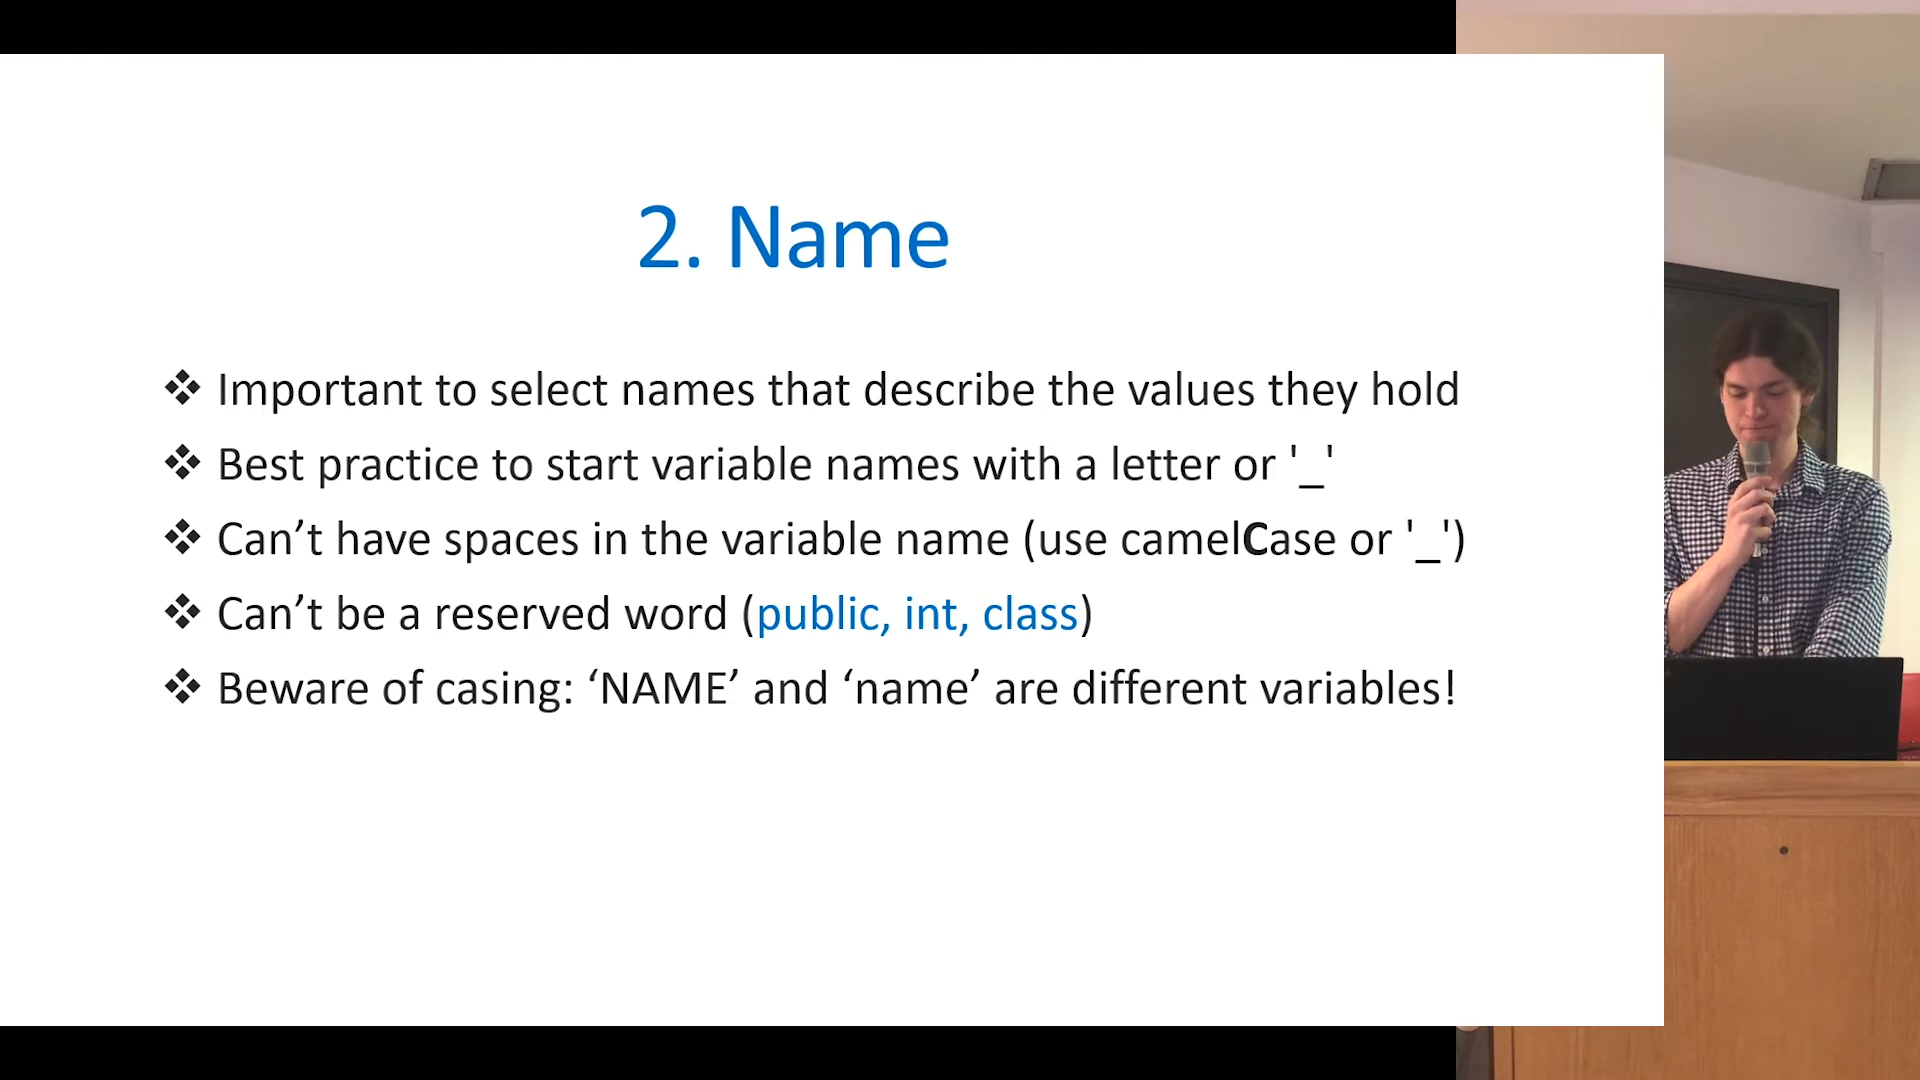 2. Name
❖ Important to select names that describe the values they hold
❖ Best practice to start variable names with a letter or '_'
❖ Can’t have spaces in the variable name (use camelCase or '_')
❖ Can’t be a reserved word (public, int, class)
❖ Beware of casing: ‘NAME’ and ‘name’ are different variables!